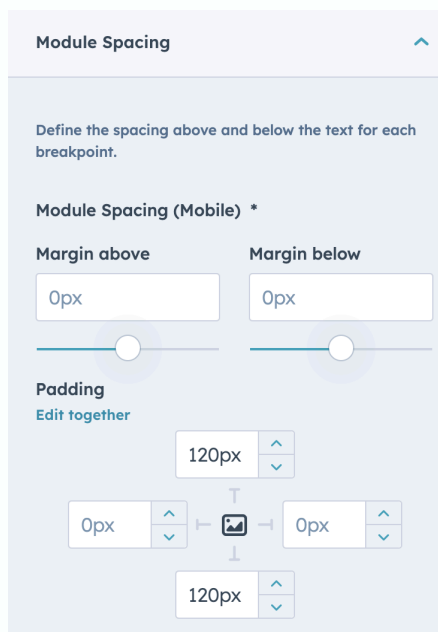 Module Spacing
Define the spacing above and below the text for each
breakpoint.
Module Spacing (Mobile) *
Margin above
Margin below
0px
0px
Padding
Edit together
120px
0px
0px
120px